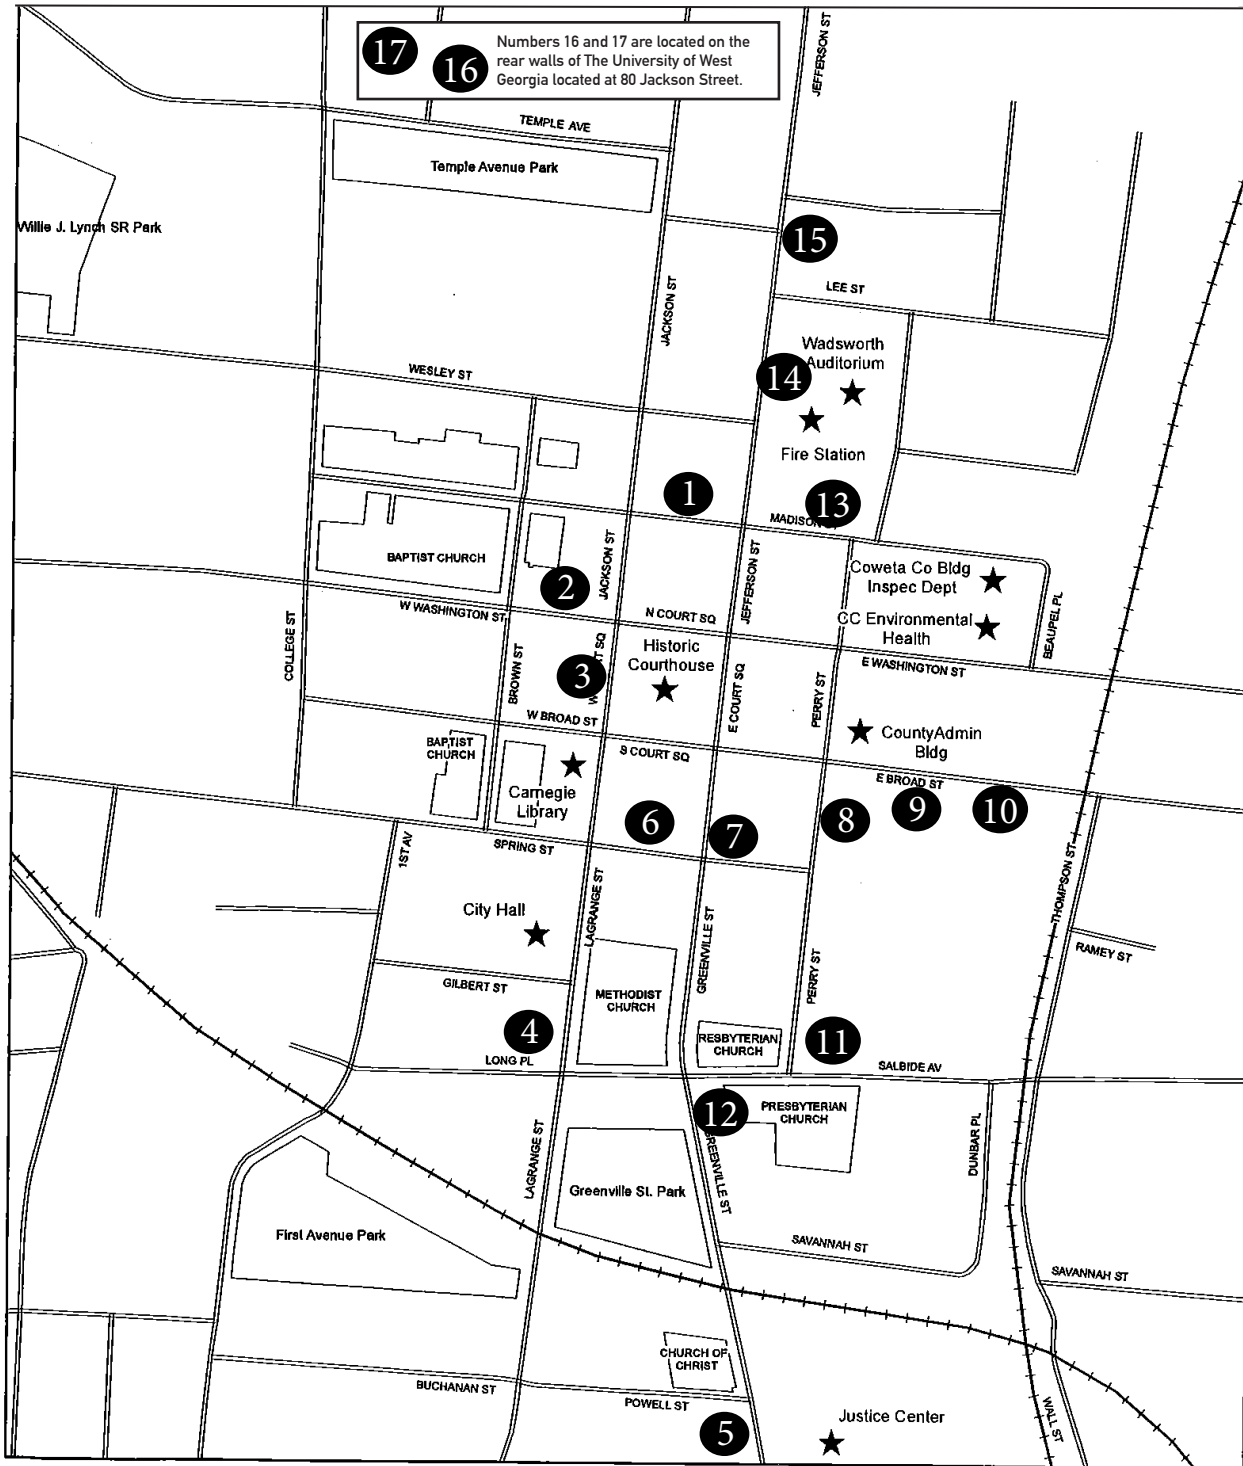 JEFFERSON ST
17
16
Numbers 16 and 17 are located on the
rear walls of The University of West
Georgia located at 80 Jackson Street.
TEMPLE AVE
Temple Avenue Park
Willie J. Lynch SR Park
15
LEE ST
JACKSON ST
Wadsworth
Auditorium
14
WESLEY ST
Fire Station
1
13
MADISON ST
BAPTIST CHURCH
JACKSON ST
JEFFERSON ST
Coweta Co Bldg
Inspec Dept
2
W WASHINGTON ST
N COURT SQ
CC Environmental
Health
BEAUPEL PL
COLLEGE ST
Historic
Courthouse
E WASHINGTON ST
BROWN ST
3
E COURT SQ
PERRY ST
W BROAD ST
S COURT SQ
CountyAdmin
Bldg
BAPTIST
CHURCH
E BROAD ST
Carnegie
Library
6
7
8
9
10
SPRING ST
1ST AV
THOMPSON ST
City Hall
LAGRANGE ST
GREENVILLE ST
PERRY ST
RAMEY ST
GILBERT ST
METHODIST
CHURCH
4
RESBYTERIAN
CHURCH
11
LONG PL
SALBIDE AV
12
PRESBYTERIAN
CHURCH
DUNBAR PL
LAGRANGE ST
GREENVILLE ST
Greenville St. Park
First Avenue Park
SAVANNAH ST
SAVANNAH ST
CHURCH OF
CHRIST
BUCHANAN ST
POWELL ST
5
Justice Center
WALL ST